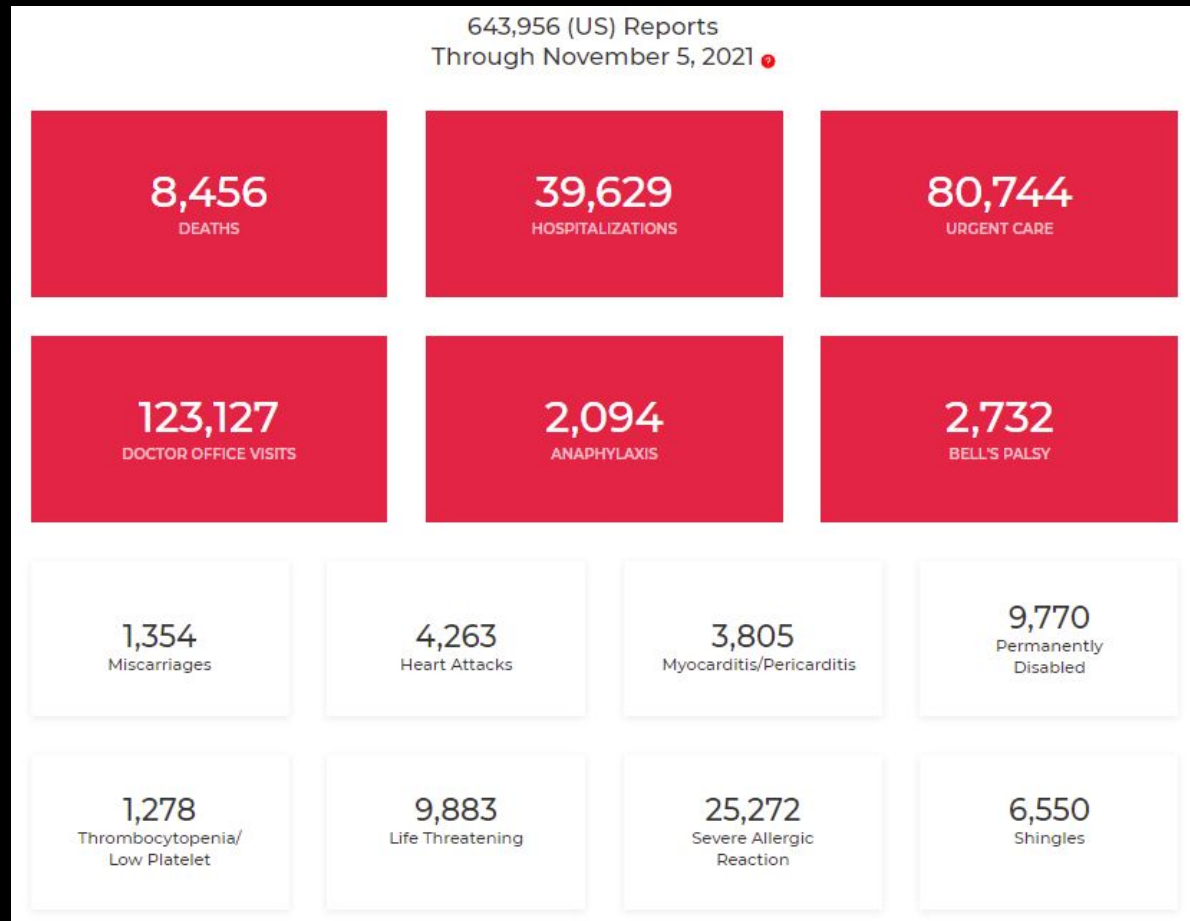 643,956 (US) Reports
Through November 5, 2021 ?
8,456
DEATHS
39,629
HOSPITALIZATIONS
80,744
URGENT CARE
123,127
DOCTOR OFFICE VISITS
2,094
ANAPHYLAXIS
2,732
BELL'S PALSY
1,354
Miscarriages
4,263
Heart Attacks
3,805
Myocarditis/Pericarditis
9,770
Permanently
Disabled
1,278
Thrombocytopenia/
Low Platelet
9,883
Life Threatening
25,272
Severe Allergic
Reaction
6,550
Shingles